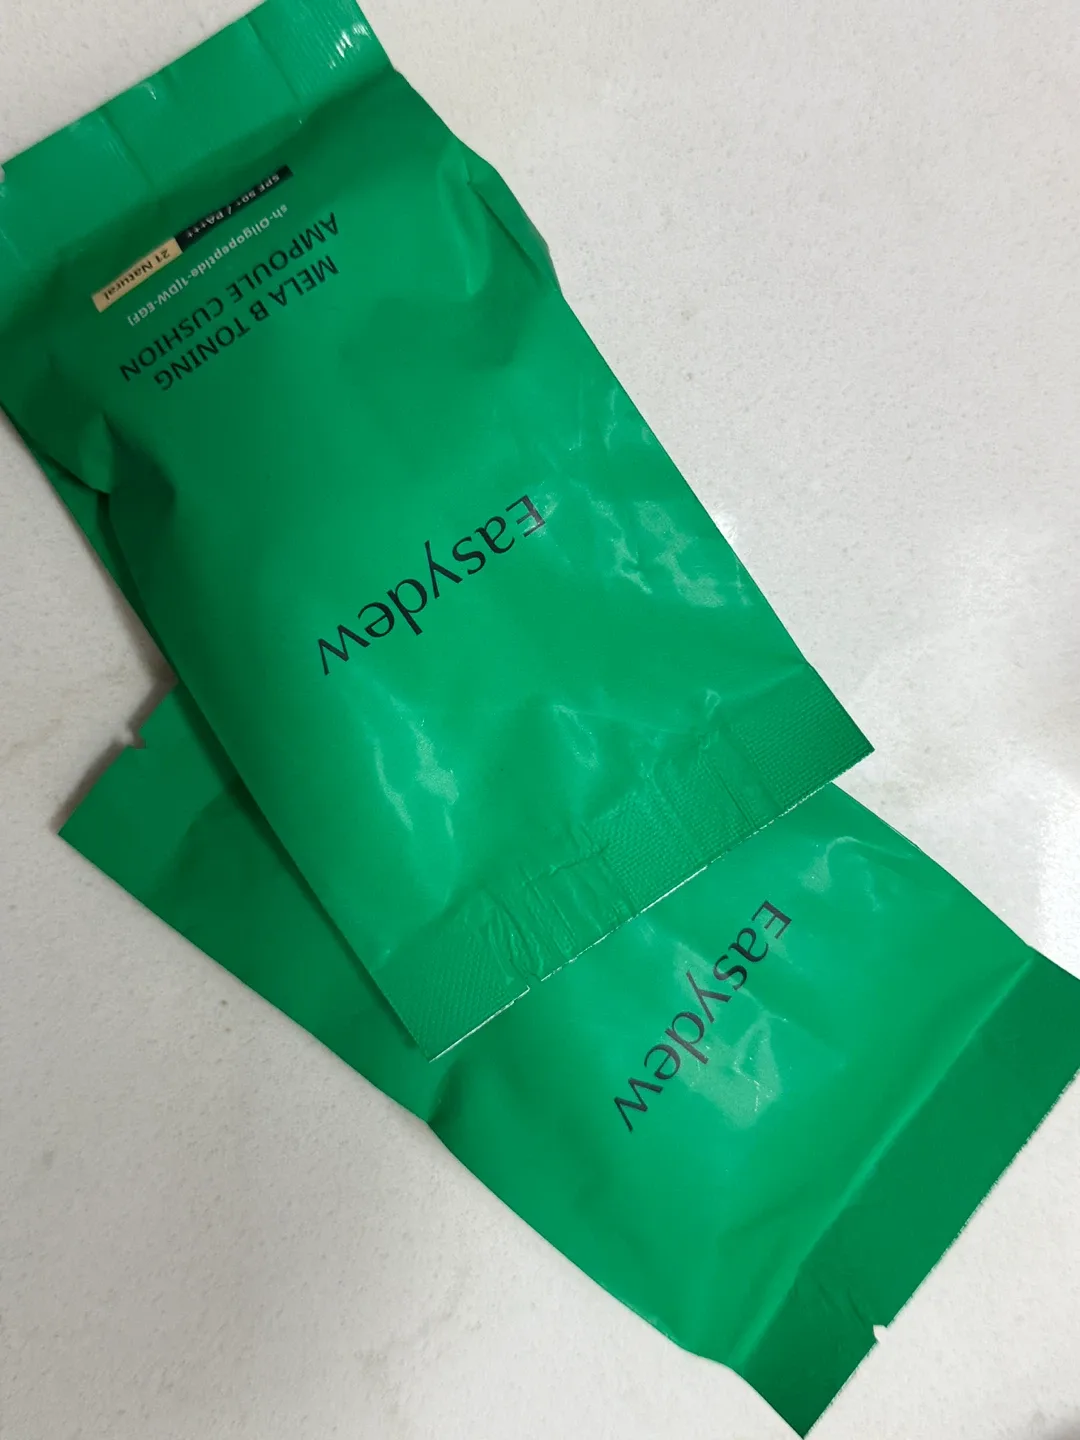 Easydew
MELA B TONING
AMPOULE CUSHION
sh-Oligopeptide-1(DW-EGF)
SPF 50+ / PA+++
21 Natural
Easydew